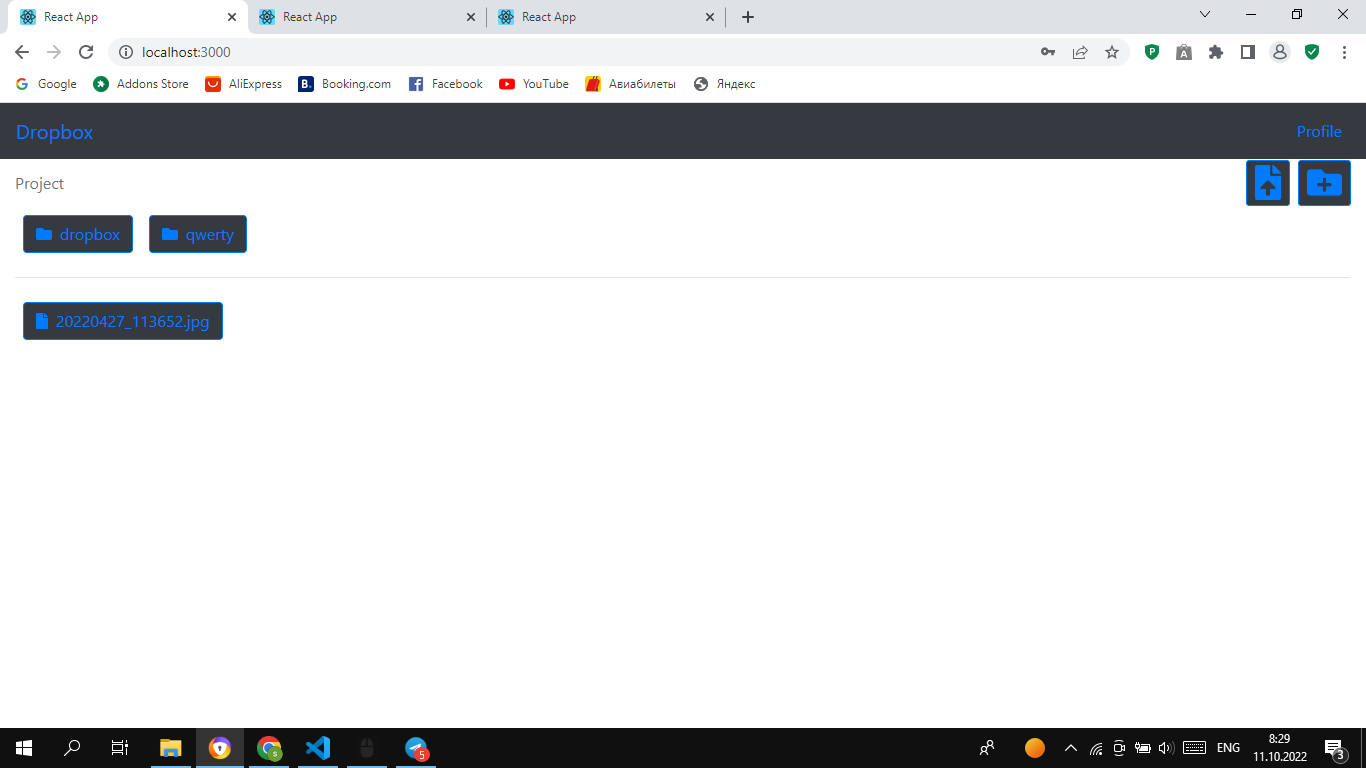 React App
React App
React App
localhost:3000
Google
Addons Store
AliExpress
B. Booking.com
Facebook
YouTube
Авиабилеты
Яндекс
Dropbox
Profile
Project
dropbox
qwerty
20220427_113652.jpg
5
ENG
8:29
11.10.2022
3